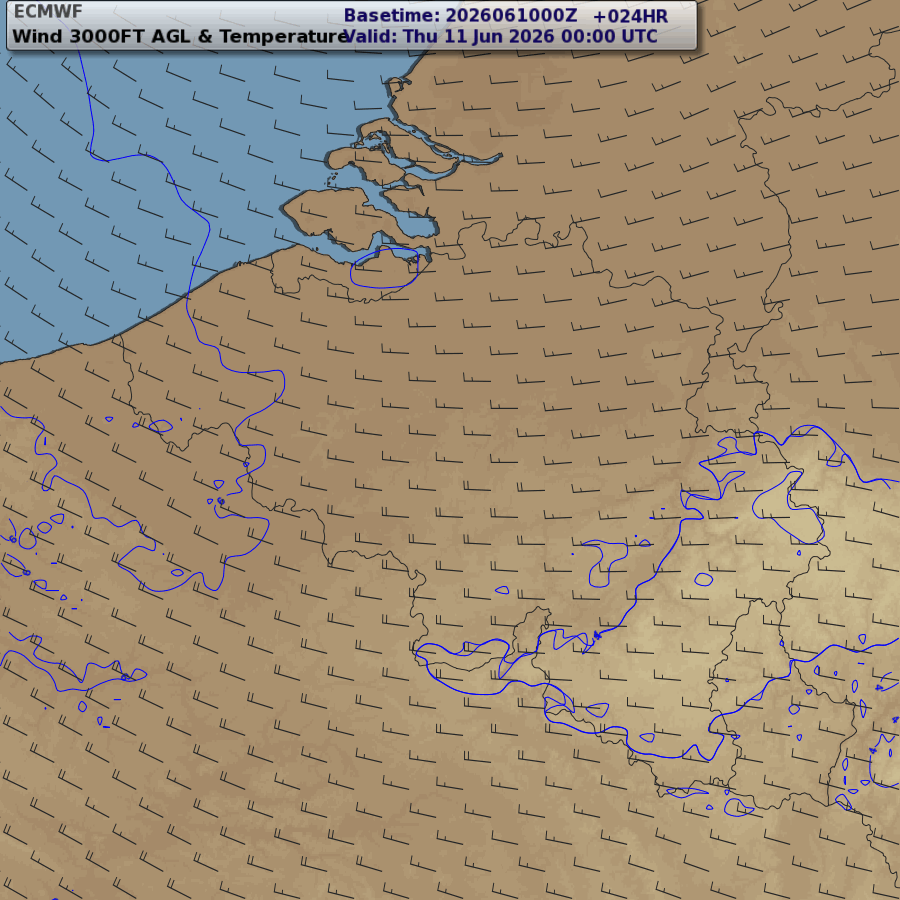 ECMWF
Basetime: 2026061000Z +024HR
Wind 3000FT AGL & Temperature
Valid: Thu 11 Jun 2026 00:00 UTC